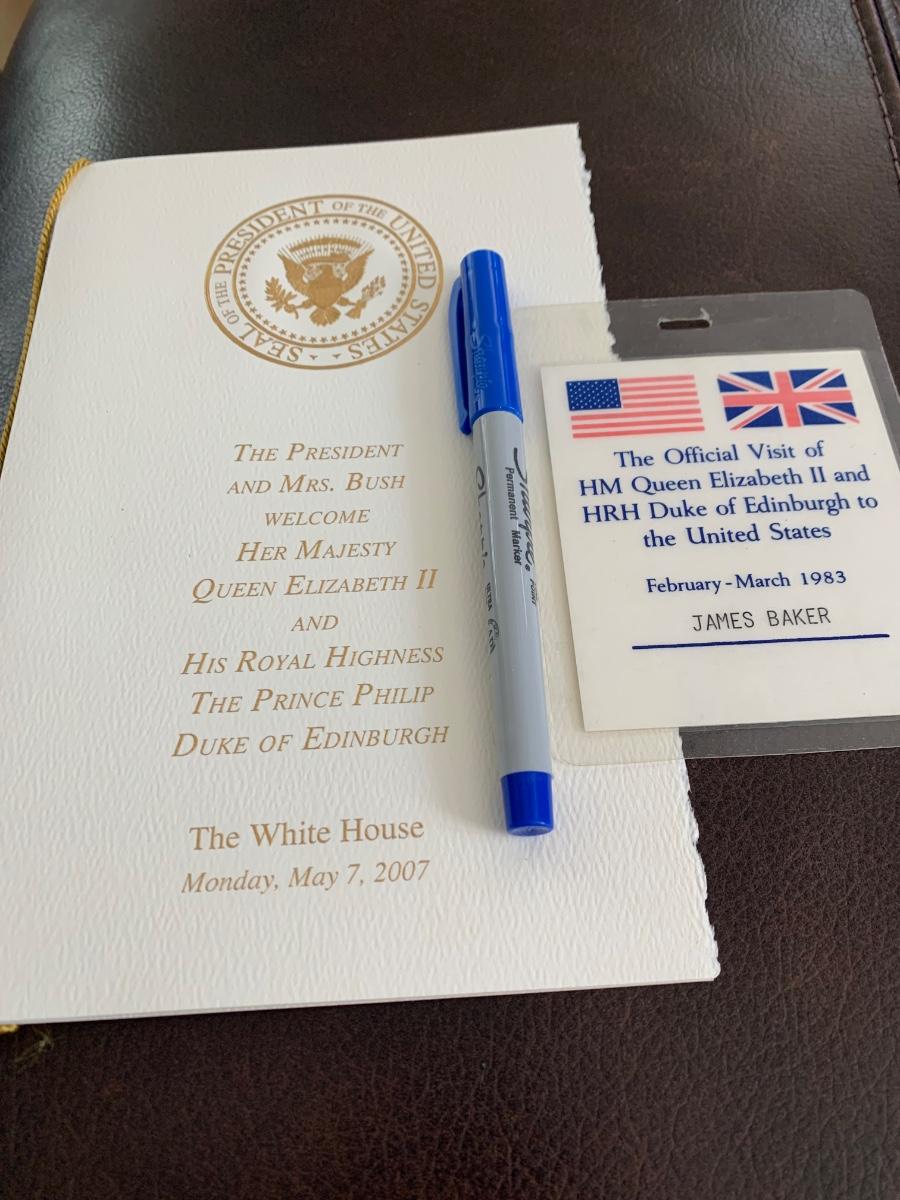 SEAL OF THE PRESIDENT OF THE UNITED STATES
THE PRESIDENT
AND MRS. BUSH
WELCOME
HER MAJESTY
QUEEN ELIZABETH II
AND
HIS ROYAL HIGHNESS
THE PRINCE PHILIP
DUKE OF EDINBURGH
The White House
Monday, May 7, 2007
Sharpie.
Permanent Marker
The Official Visit of
HM Queen Elizabeth II and
HRH Duke of Edinburgh to
the United States
February-March 1983
JAMES BAKER